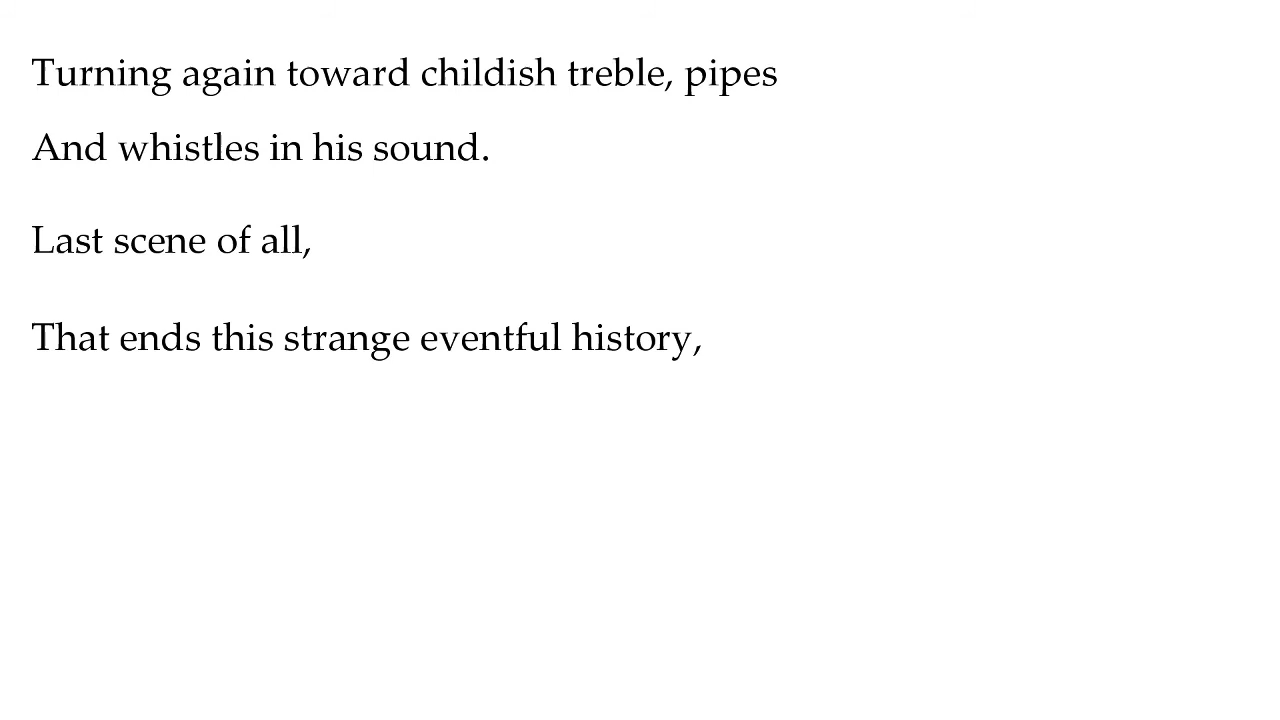 Turning again toward childish treble, pipes
And whistles in his sound.
Last scene of all,
That ends this strange eventful history,